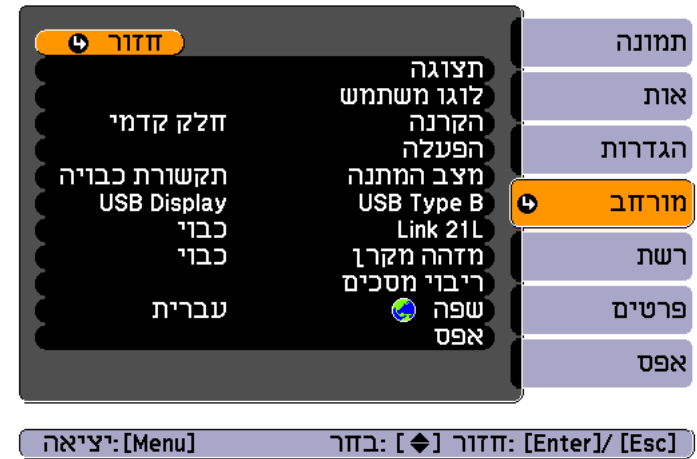 חזור
תצוגה
לוגו משתמש
הקרנה חלק קדמי
הפעלה
מצב המתנה תקשורת כבויה
USB Type B USB Display
Link 21L כבוי
מזהה מקרן כבוי
ריבוי מסכים
שפה עברית
אפס
תמונה
אות
הגדרות
מורחב
רשת
פרטים
אפס
[Esc] /[Enter] :חזור [◆] :בחר [Menu]:יציאה